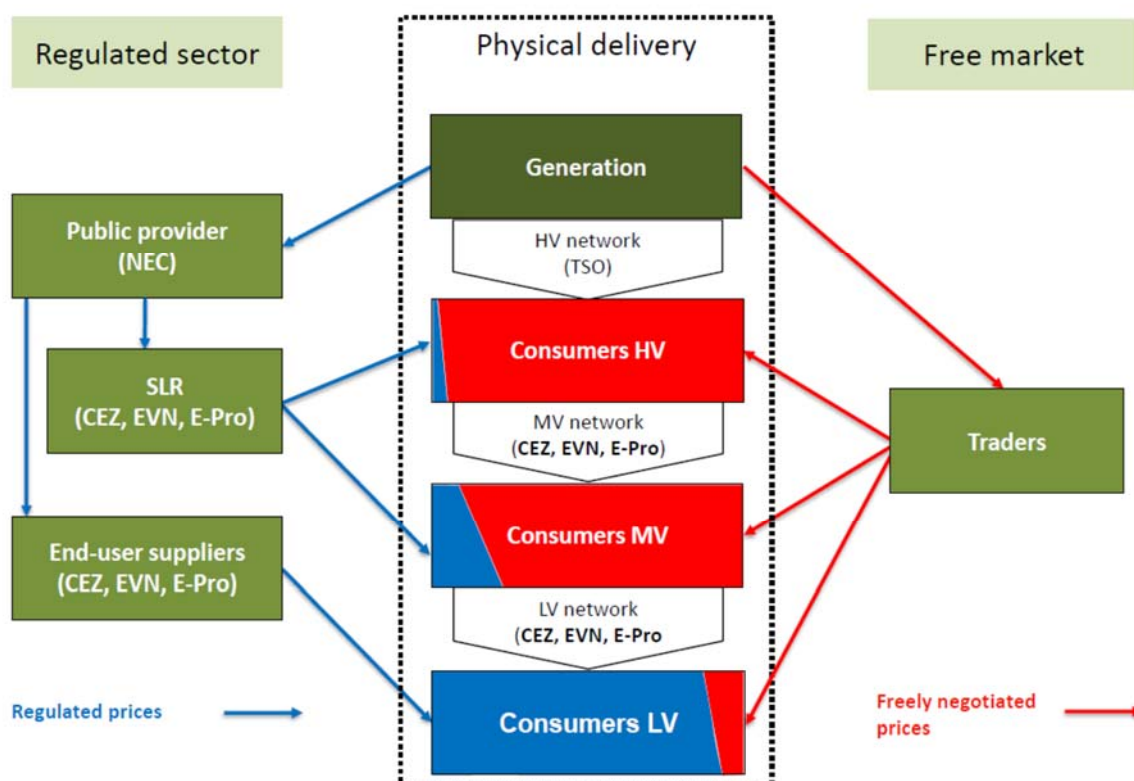 Regulated sector
Physical delivery
Free market
Generation
Public provider
(NEC)
HV network
(TSO)
Consumers HV
SLR
(CEZ, EVN, E-Pro)
MV network
(CEZ, EVN, E-Pro)
Traders
Consumers MV
End-user suppliers
(CEZ, EVN, E-Pro)
LV network
(CEZ, EVN, E-Pro
Consumers LV
Regulated prices
Freely negotiated
prices